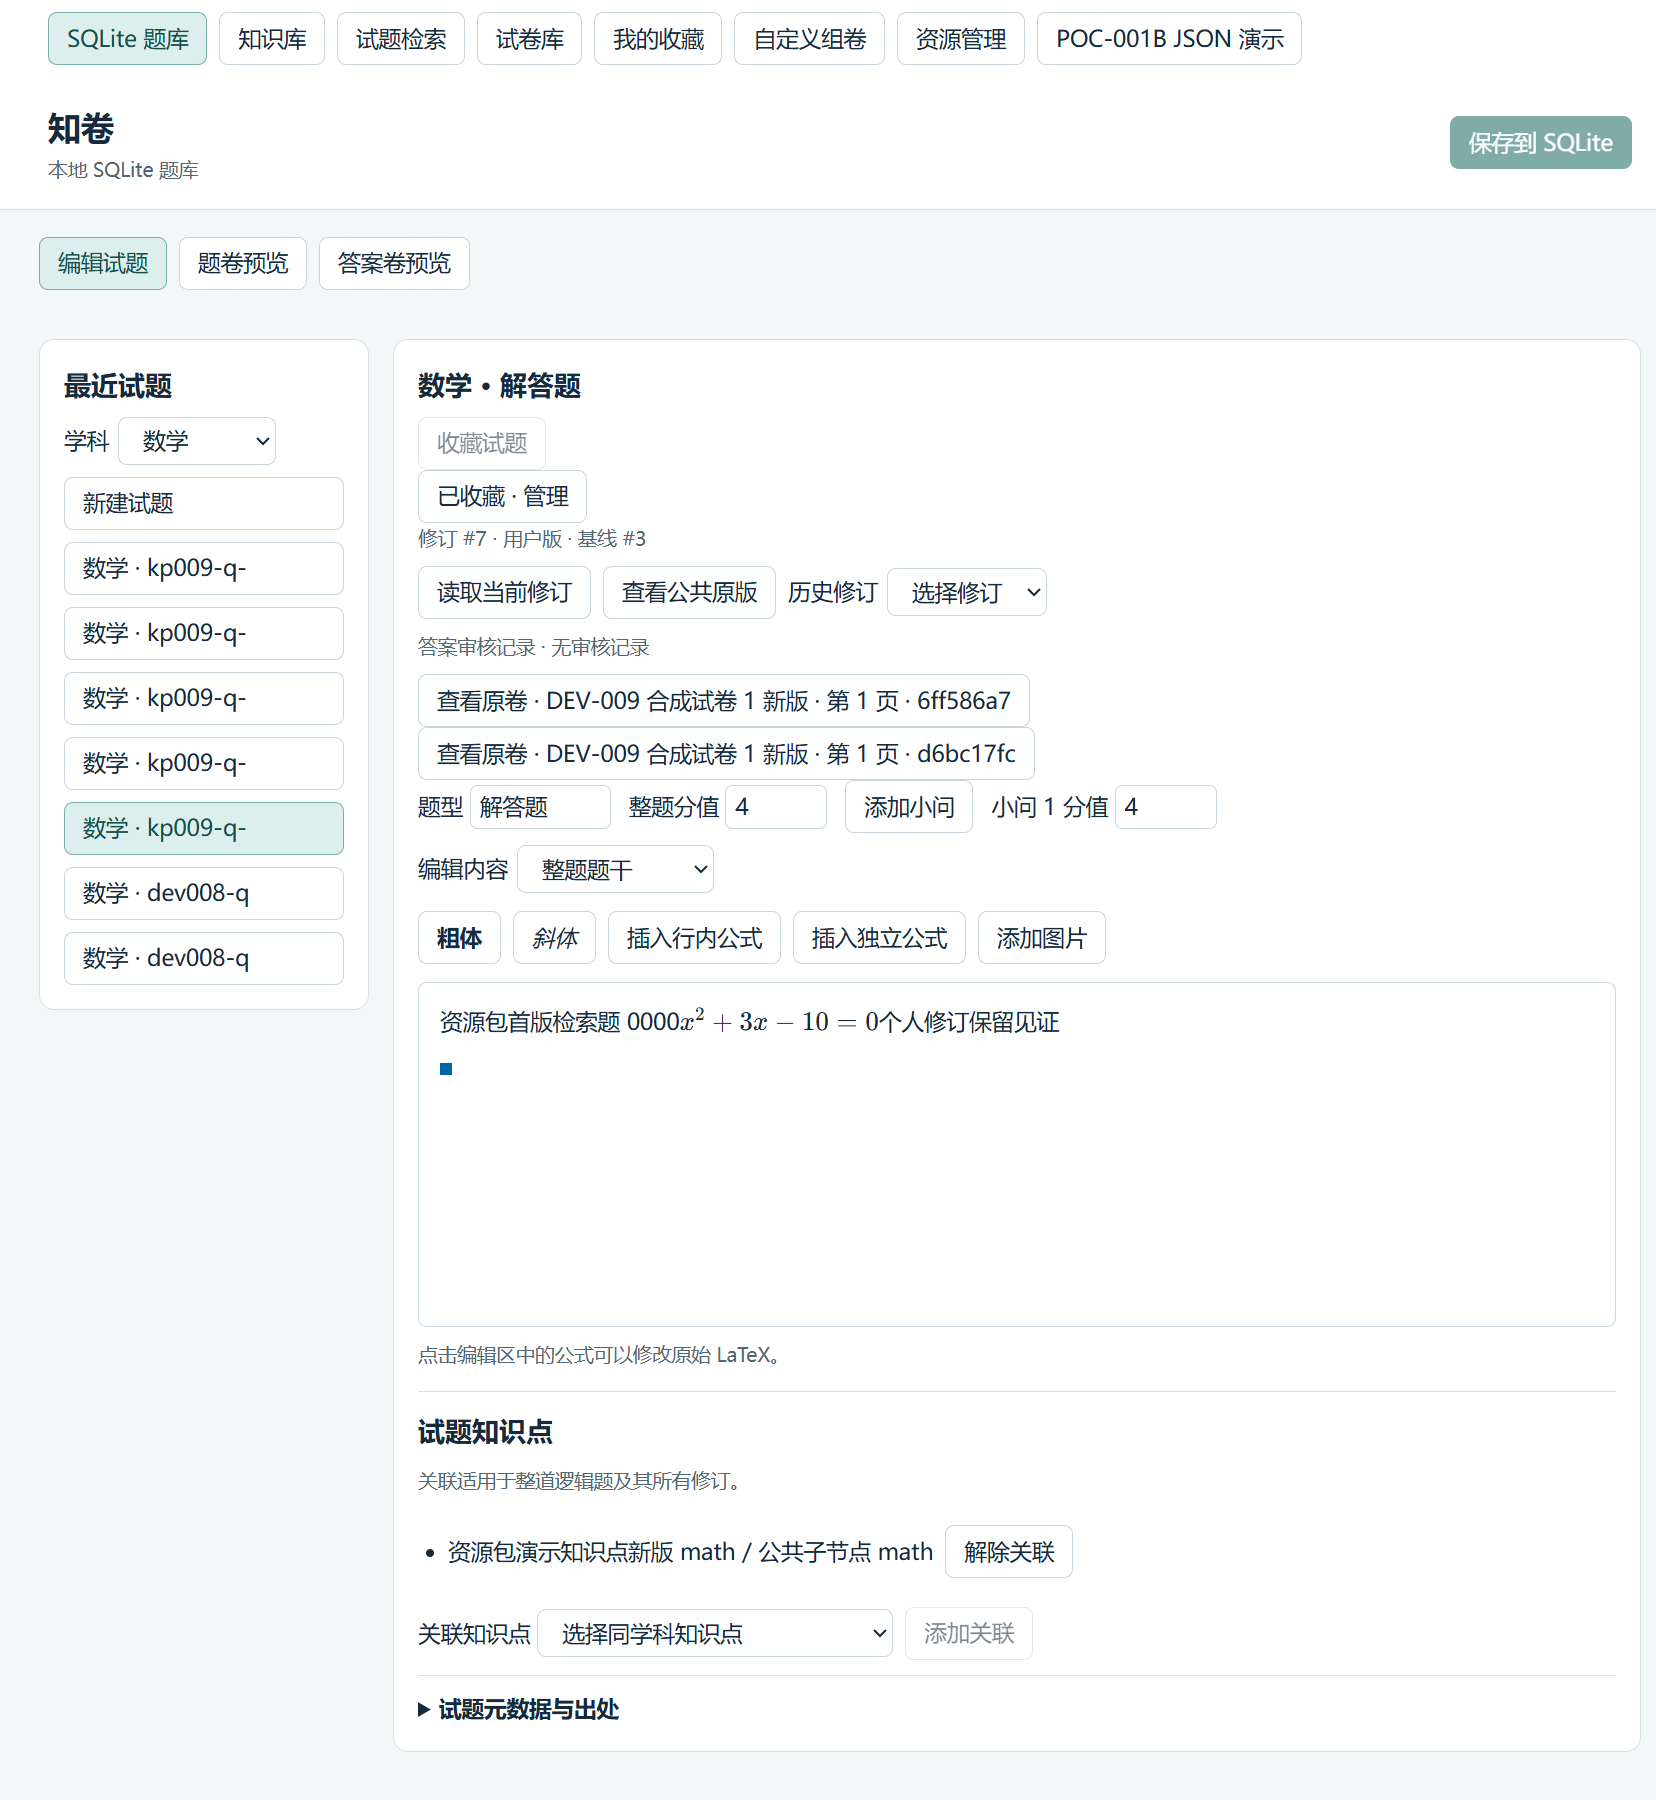 SQLite 题库 知识库 试题检索 试卷库 我的收藏 自定义组卷 资源管理 POC-001B JSON 演示
知卷
本地 SQLite 题库
保存到 SQLite
编辑试题 题卷预览 答案卷预览
最近试题
学科 数学
新建试题
数学 · kp009-q-
数学 · kp009-q-
数学 · kp009-q-
数学 · kp009-q-
数学 · kp009-q-
数学 · dev008-q
数学 · dev008-q
数学 · 解答题
收藏试题
已收藏 · 管理
修订 #7 · 用户版 · 基线 #3
读取当前修订 查看公共原版 历史修订 选择修订
答案审核记录 · 无审核记录
查看原卷 · DEV-009 合成试卷 1 新版 · 第 1 页 · 6ff586a7
查看原卷 · DEV-009 合成试卷 1 新版 · 第 1 页 · d6bc17fc
题型 解答题 整题分值 4 添加小问 小问 1 分值 4
编辑内容 整题题干
粗体 斜体 插入行内公式 插入独立公式 添加图片
资源包首版检索题 0000x² + 3x − 10 = 0个人修订保留见证
点击编辑区中的公式可以修改原始 LaTeX。
试题知识点
关联适用于整道逻辑题及其所有修订。
• 资源包演示知识点新版 math / 公共子节点 math 解除关联
关联知识点 选择同学科知识点 添加关联
试题元数据与出处